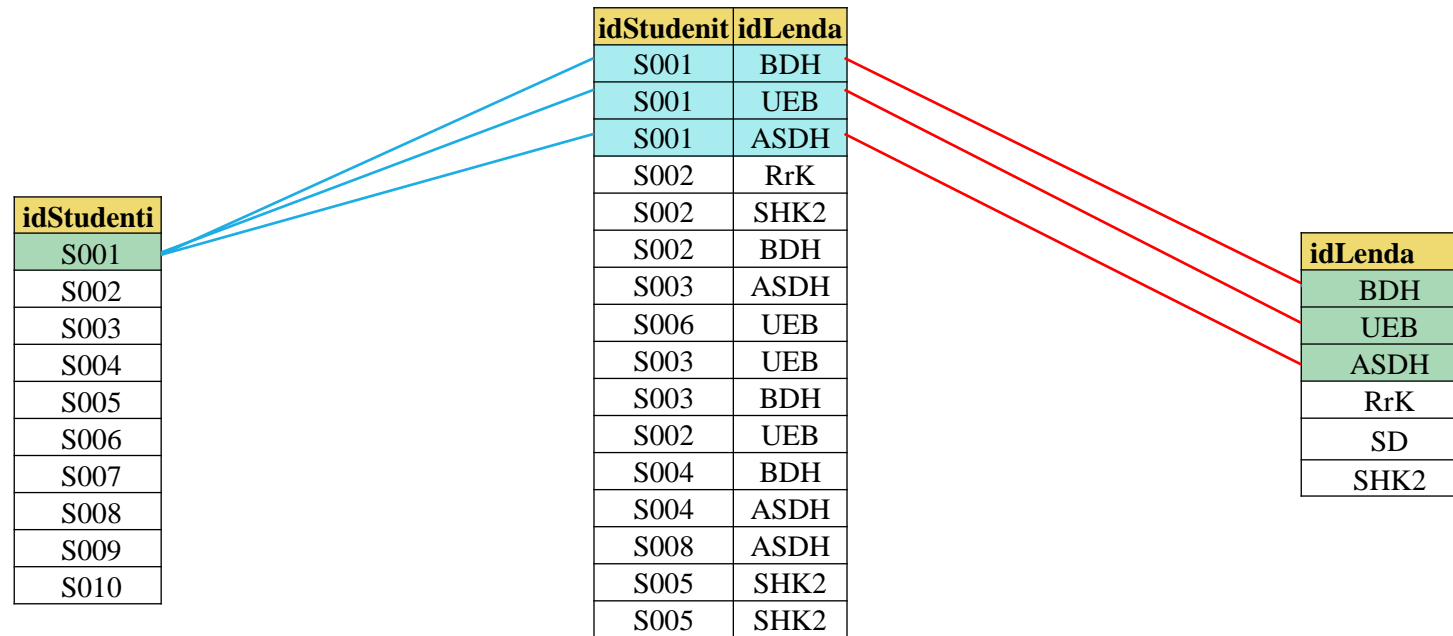 idStudenti
S001
S002
S003
S004
S005
S006
S007
S008
S009
S010
idStudenit idLenda
S001 BDH
S001 UEB
S001 ASDH
S002 RrK
S002 SHK2
S002 BDH
S003 ASDH
S006 UEB
S003 UEB
S003 BDH
S002 UEB
S004 BDH
S004 ASDH
S008 ASDH
S005 SHK2
S005 SHK2
idLenda
BDH
UEB
ASDH
RrK
SD
SHK2